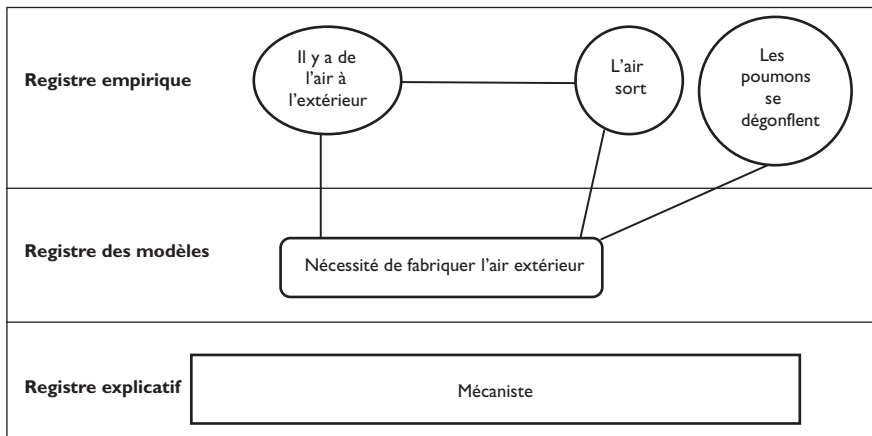 Registre empirique
Il y a de
l'air à
l'extérieur
L'air
sort
Les
poumons
se
dégonflent
Registre des modèles
Nécessité de fabriquer l'air extérieur
Registre explicatif
Mécaniste